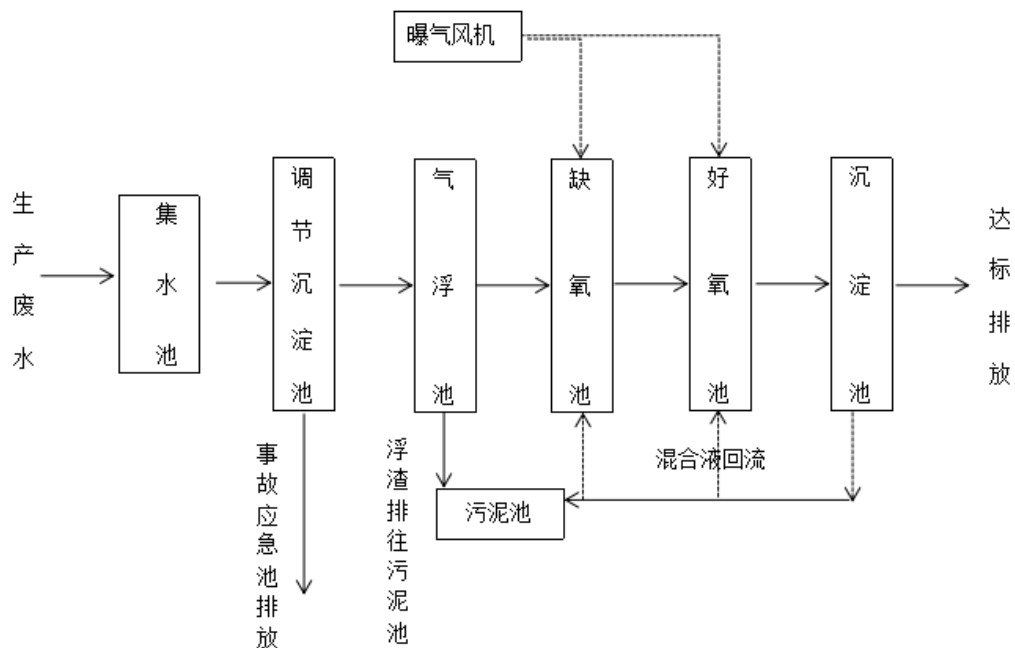 曝气风机
生产废水
集水池
调节沉淀池
气浮池
缺氧池
好氧池
沉淀池
达标排放
事故应急池排放
浮渣排往污泥池
污泥池
混合液回流